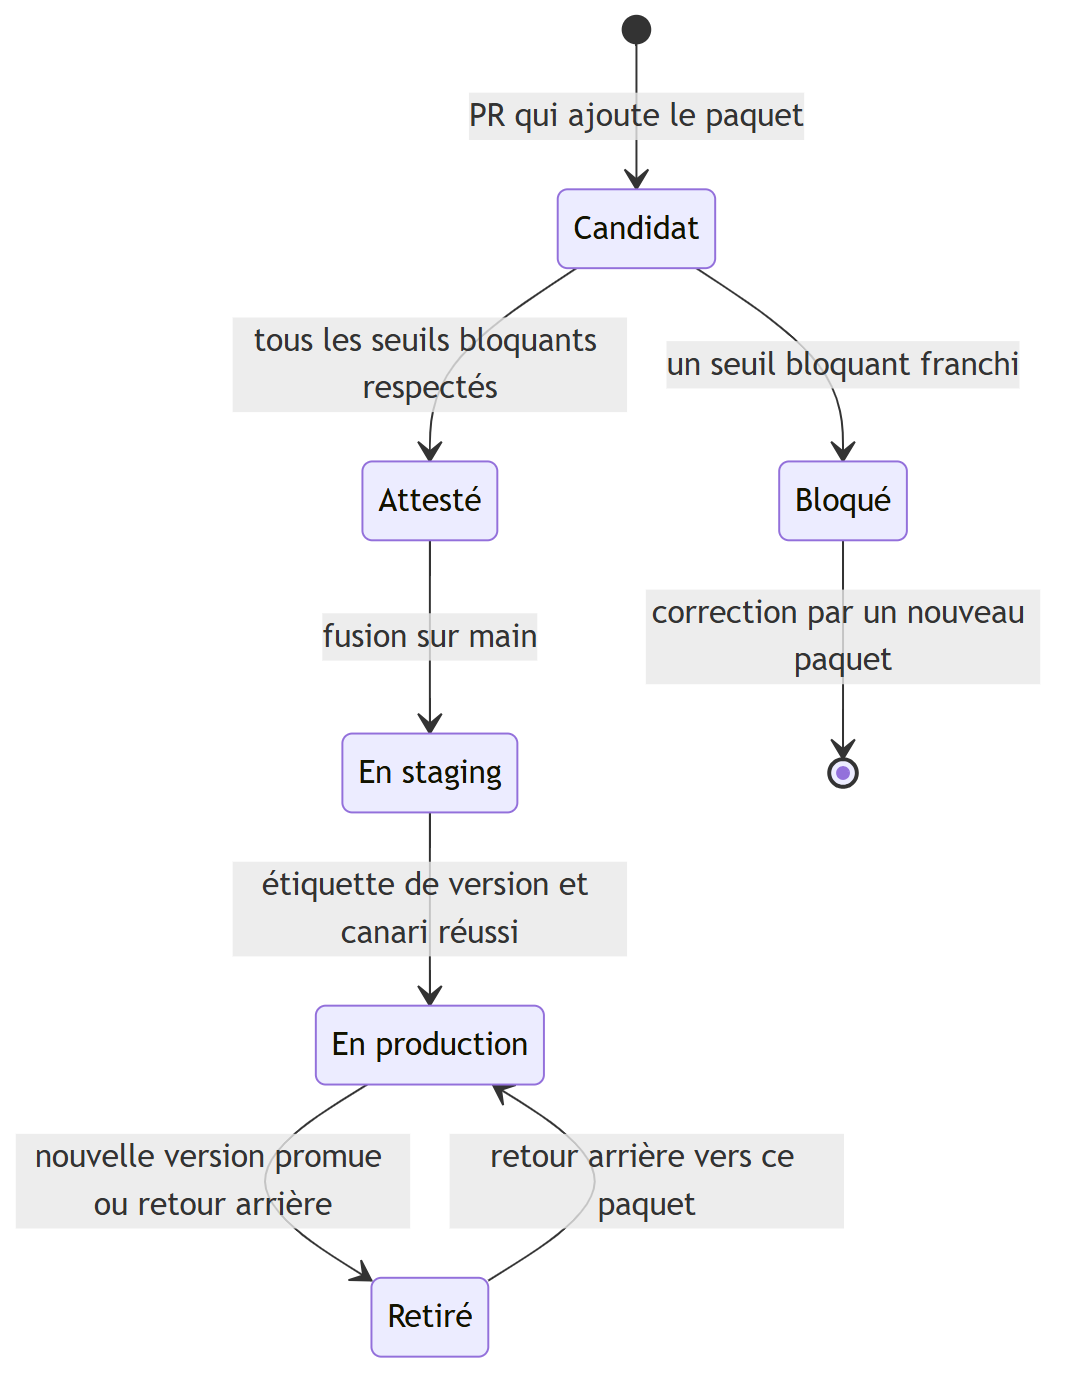 PR qui ajoute le paquet
Candidat
tous les seuils bloquants
respectés
un seuil bloquant franchi
Attesté
Bloqué
fusion sur main
correction par un nouveau
paquet
En staging
étiquette de version et
canari réussi
En production
nouvelle version promue
ou retour arrière
retour arrière vers ce
paquet
Retiré